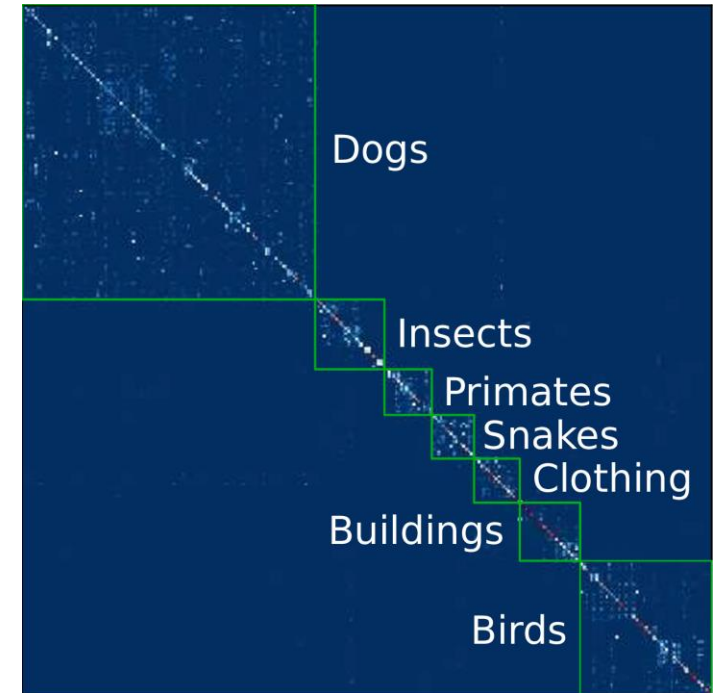 Dogs
Insects
Primates
Snakes
Clothing
Buildings
Birds